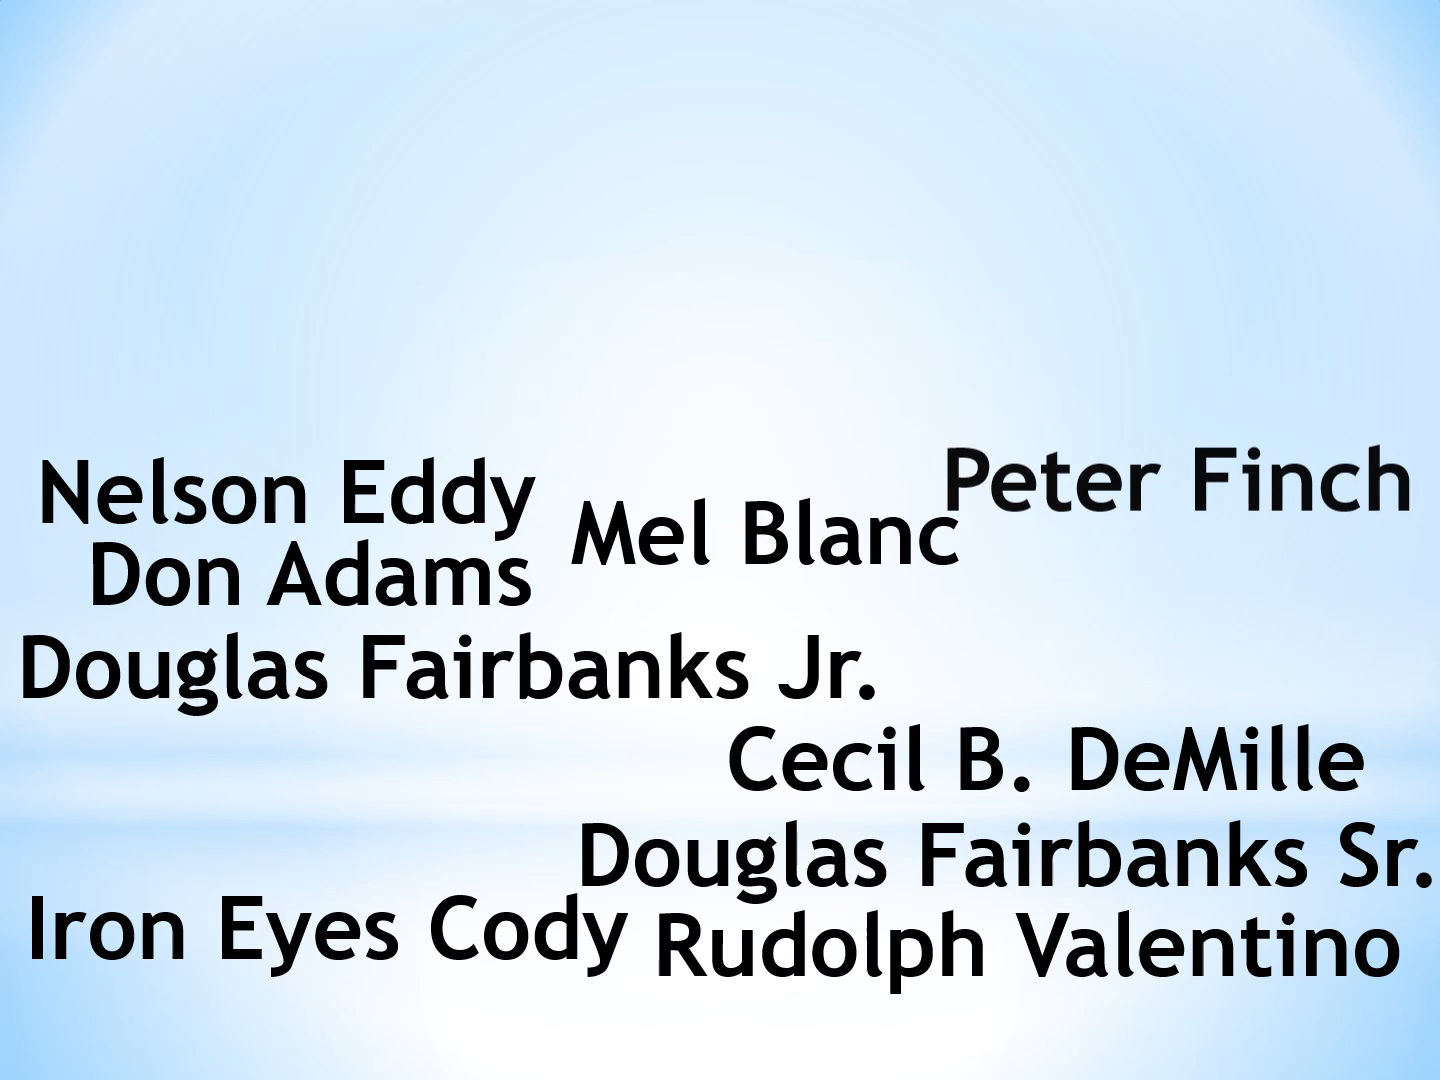 Peter Finch
Nelson Eddy
Mel Blanc
Don Adams
Douglas Fairbanks Jr.
Cecil B. DeMille
Douglas Fairbanks Sr.
Iron Eyes Cody
Rudolph Valentino